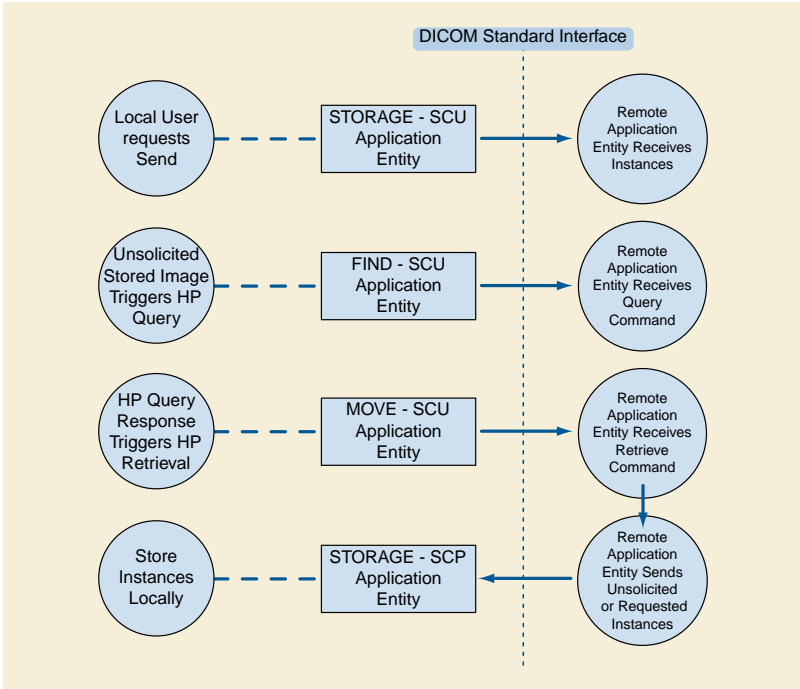 DICOM Standard Interface
Local User
requests
Send
STORAGE - SCU
Application
Entity
Remote
Application
Entity Receives
Instances
Unsolicited
Stored Image
Triggers HP
Query
FIND - SCU
Application
Entity
Remote
Application
Entity Receives
Query
Command
HP Query
Response
Triggers HP
Retrieval
MOVE - SCU
Application
Entity
Remote
Application
Entity Receives
Retrieve
Command
Store
Instances
Locally
STORAGE - SCP
Application
Entity
Remote
Application
Entity Sends
Unsolicited
or Requested
Instances